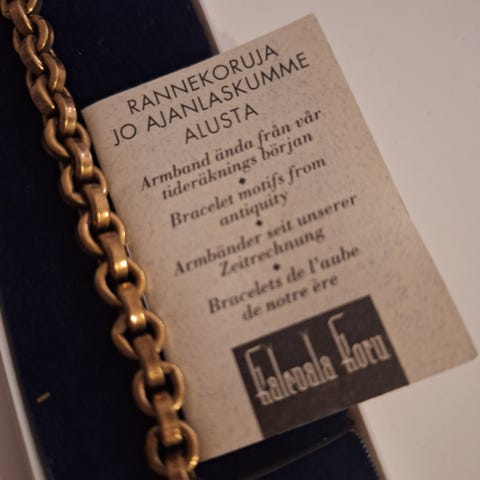 RANNEKORUJA
JO AJANLASKUMME
ALUSTA
Armband ända från vår
tideräknings början
Bracelet motifs from
antiquity
Armbänder seit unserer
Zeitrechnung
Bracelets de l'aube
de notre ère
Kalevala Koru